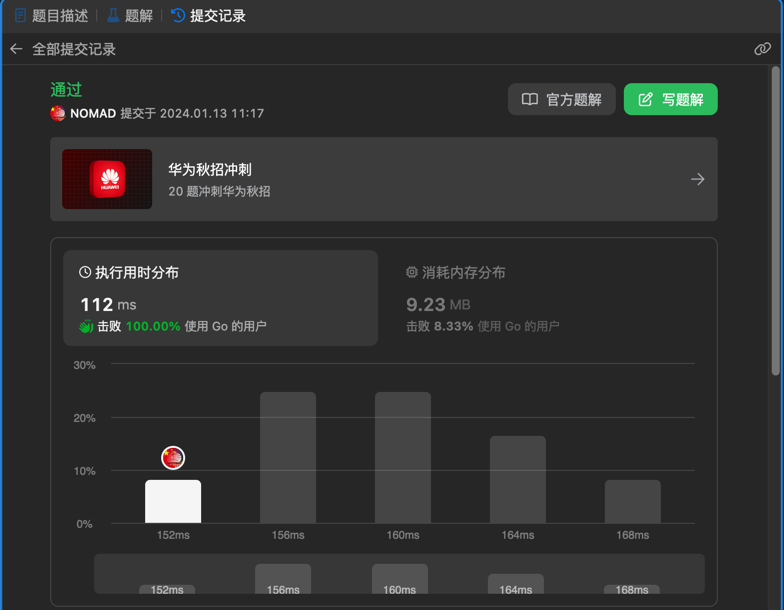 题目描述 题解 提交记录
全部提交记录
通过
NOMAD 提交于 2024.01.13 11:17
官方题解
写题解
HUAWEI
华为秋招冲刺
20 题冲刺华为秋招
执行用时分布
112 ms
击败 100.00% 使用 Go 的用户
消耗内存分布
9.23 MB
击败 8.33% 使用 Go 的用户
30%
20%
10%
0%
152ms 156ms 160ms 164ms 168ms
152ms 156ms 160ms 164ms 168ms